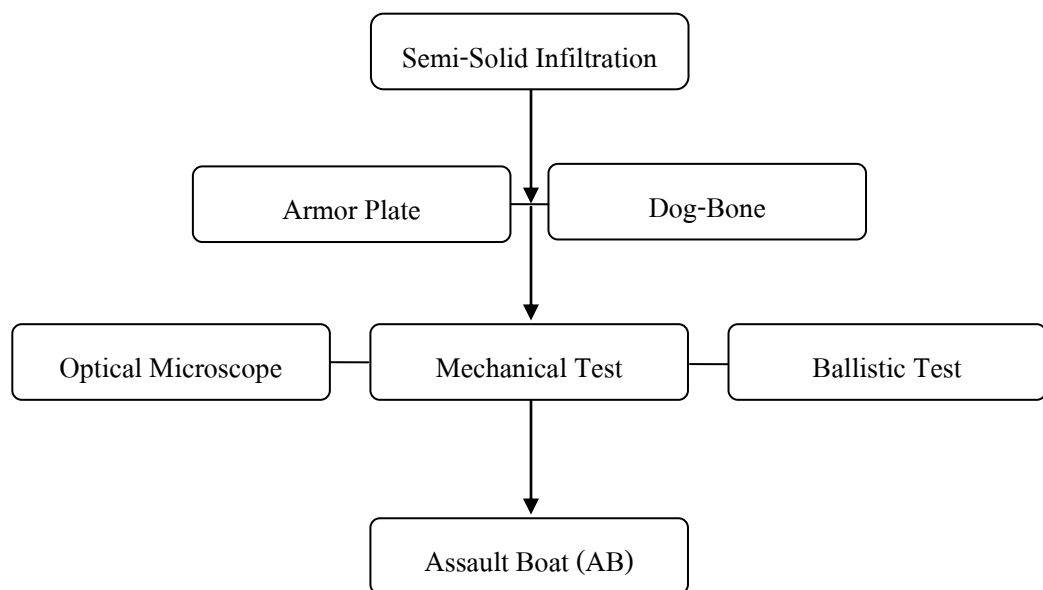 Semi-Solid Infiltration
Armor Plate
Dog-Bone
Optical Microscope
Mechanical Test
Ballistic Test
Assault Boat (AB)